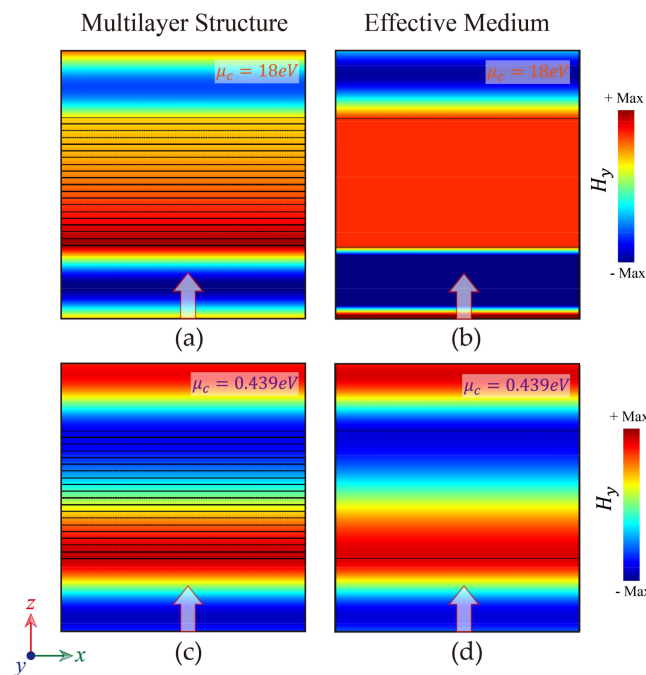 Multilayer Structure
Effective Medium
μc = 18eV
μc = 18eV
+ Max
Hy
- Max
(a)
(b)
μc = 0.439eV
μc = 0.439eV
+ Max
Hy
- Max
z
x
y
(c)
(d)